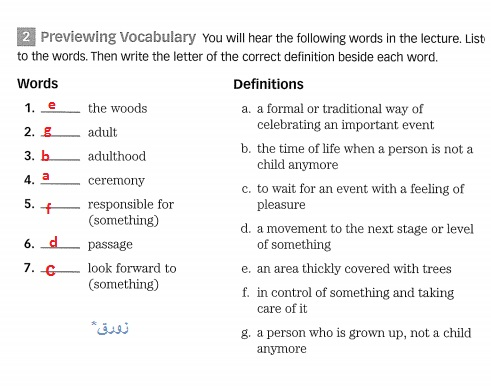 2 Previewing Vocabulary You will hear the following words in the lecture. List
to the words. Then write the letter of the correct definition beside each word.
Words
1. e the woods
2. g adult
3. b adulthood
4. a ceremony
5. f responsible for
(something)
6. d passage
7. c look forward to
(something)
زورق*
Definitions
a. a formal or traditional way of
celebrating an important event
b. the time of life when a person is not a
child anymore
c. to wait for an event with a feeling of
pleasure
d. a movement to the next stage or level
of something
e. an area thickly covered with trees
f. in control of something and taking
care of it
g. a person who is grown up, not a child
anymore